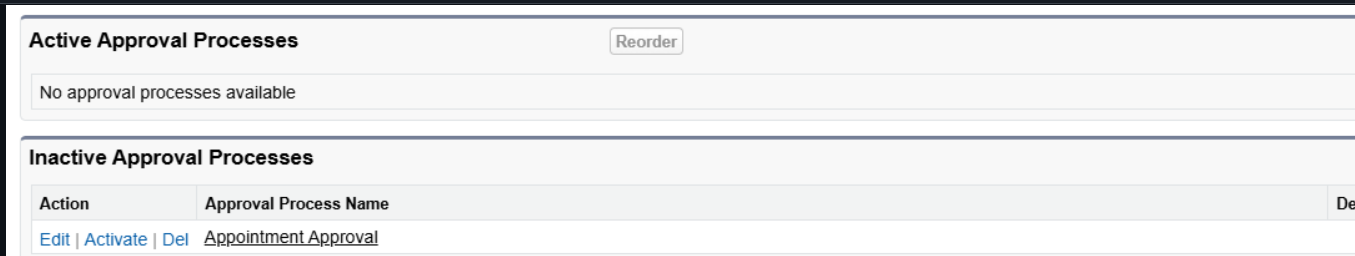 Active Approval Processes Reorder
No approval processes available
Inactive Approval Processes
Action Approval Process Name
Edit | Activate | Del Appointment Approval